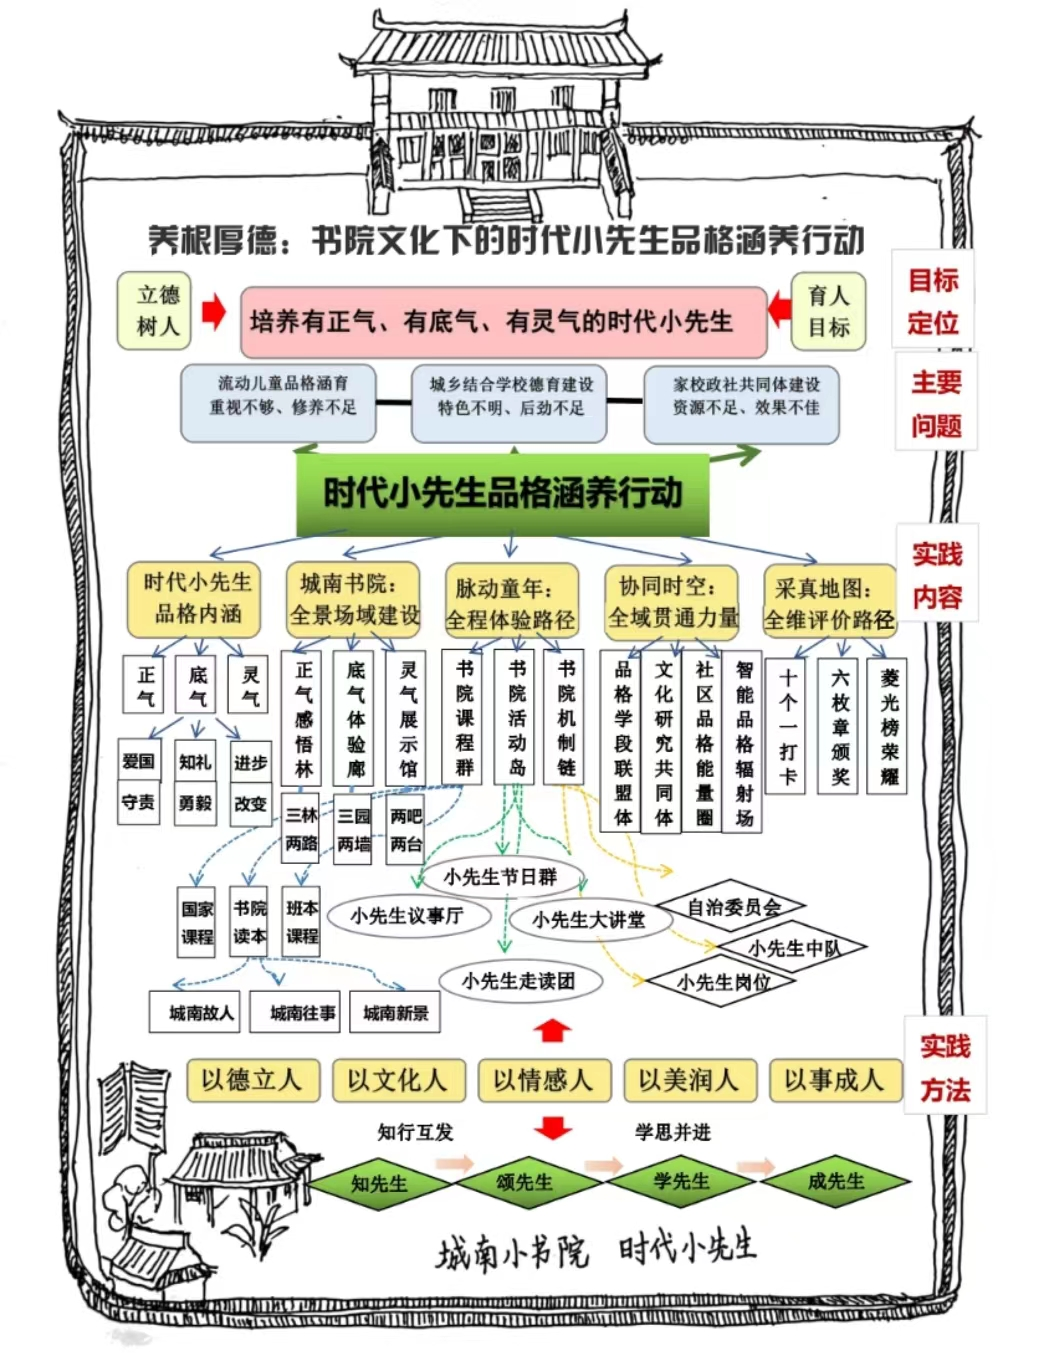 养根厚德：书院文化下的时代小先生品格涵养行动
目标
定位
立德
树人
培养有正气、有底气、有灵气的时代小先生
育人
目标
主要
问题
流动儿童品格涵育
重视不够、修养不足
城乡结合学校德育建设
特色不明、后劲不足
家校政社共同体建设
资源不足、效果不佳
时代小先生品格涵养行动
实践
内容
时代小先生
品格内涵
城南书院：
全景场域建设
脉动童年：
全程体验路径
协同时空：
全域贯通力量
采真地图：
全维评价路径
正气
底气
灵气
爱国
守责
知礼
勇毅
进步
改变
正气感悟林
底气体验廊
灵气展示馆
三林
两路
三园
两墙
两吧
两台
书院课程群
书院活动岛
书院机制链
品格学段联盟体
文化研究共同体
社区品格能量圈
智能品格辐射场
十个一打卡
六枚章颁奖
菱光榜荣耀
国家
课程
书院
读本
班本
课程
小先生节日群
小先生议事厅
小先生大讲堂
小先生走读团
自治委员会
小先生中队
小先生岗位
城南故人
城南往事
城南新景
实践
方法
以德立人
以文化人
以情感人
以美润人
以事成人
知行互发
学思并进
知先生
颂先生
学先生
成先生
城南小书院 时代小先生